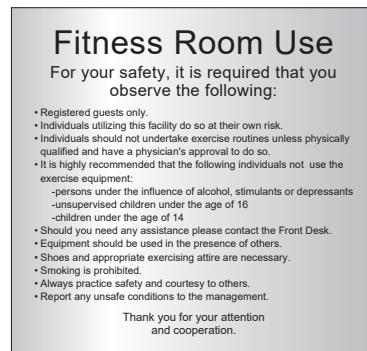 Fitness Room Use
For your safety, it is required that you
observe the following:
• Registered guests only.
• Individuals utilizing this facility do so at their own risk.
• Individuals should not undertake exercise routines unless physically
qualified and have a physician's approval to do so.
• It is highly recommended that the following individuals not use the
exercise equipment:
-persons under the influence of alcohol, stimulants or depressants
-unsupervised children under the age of 16
-children under the age of 14
• Should you need any assistance please contact the Front Desk.
• Equipment should be used in the presence of others.
• Shoes and appropriate exercising attire are necessary.
• Smoking is prohibited.
• Always practice safety and courtesy to others.
• Report any unsafe conditions to the management.
Thank you for your attention
and cooperation.